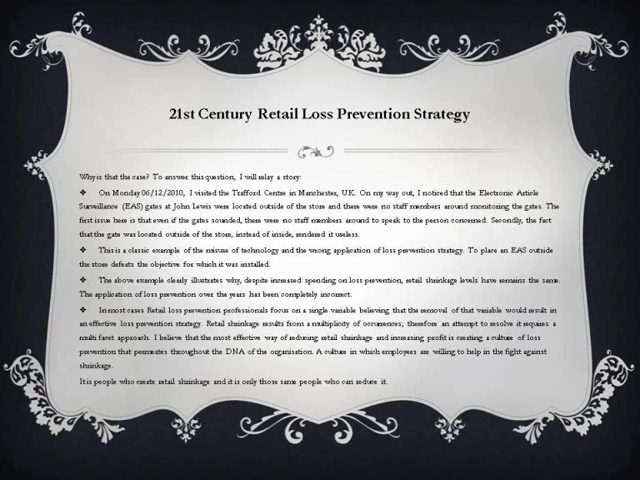 21st Century Retail Loss Prevention Strategy
Why is that the case? To answer this question, I will relay a story:
❖ On Monday 06/12/2010, I visited the Trafford Centre in Manchester, UK. On my way out, I noticed that the Electronic Article
Surveillance (EAS) gates at John Lewis were located outside of the store and there were no staff members around monitoring the gates. The
first issue here is that even if the gates sounded, there were no staff members around to speak to the person concerned. Secondly, the fact
that the gate was located outside of the store, instead of inside, rendered it useless.
❖ This is a classic example of the misuse of technology and the wrong application of loss prevention strategy. To place an EAS outside
the store defeats the objective for which it was installed.
❖ The above example clearly illustrates why, despite increased spending on loss prevention, retail shrinkage levels have remains the same.
The application of loss prevention over the years has been completely incorrect.
❖ In most cases Retail loss prevention professionals focus on a single variable believing that the removal of that variable would result in
an effective loss prevention strategy. Retail shrinkage results from a multiplicity of occurrences; therefore an attempt to resolve it requires a
multi facet approach. I believe that the most effective way of reducing retail shrinkage and increasing profit is creating a culture of loss
prevention that permeates throughout the DNA of the organisation. A culture in which employees are willing to help in the fight against
shrinkage.
It is people who create retail shrinkage and it is only those same people who can reduce it.